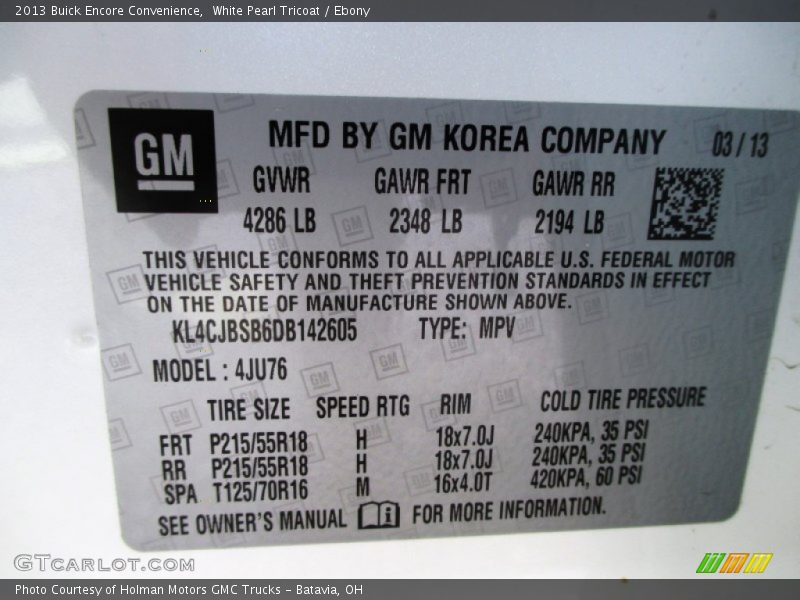 2013 Buick Encore Convenience, White Pearl Tricoat / Ebony
GM
MFD BY GM KOREA COMPANY 03/13
GVWR GAWR FRT GAWR RR
4286 LB 2348 LB 2194 LB
THIS VEHICLE CONFORMS TO ALL APPLICABLE U.S. FEDERAL MOTOR
VEHICLE SAFETY AND THEFT PREVENTION STANDARDS IN EFFECT
ON THE DATE OF MANUFACTURE SHOWN ABOVE.
KL4CJBSB6DB142605 TYPE: MPV
MODEL : 4JU76
TIRE SIZE SPEED RTG RIM COLD TIRE PRESSURE
FRT P215/55R18 H 18x7.0J 240KPA, 35 PSI
RR P215/55R18 H 18x7.0J 240KPA, 35 PSI
SPA T125/70R16 M 16x4.0T 420KPA, 60 PSI
SEE OWNER'S MANUAL i FOR MORE INFORMATION.
GTcarlot.com
Photo Courtesy of Holman Motors GMC Trucks - Batavia, OH